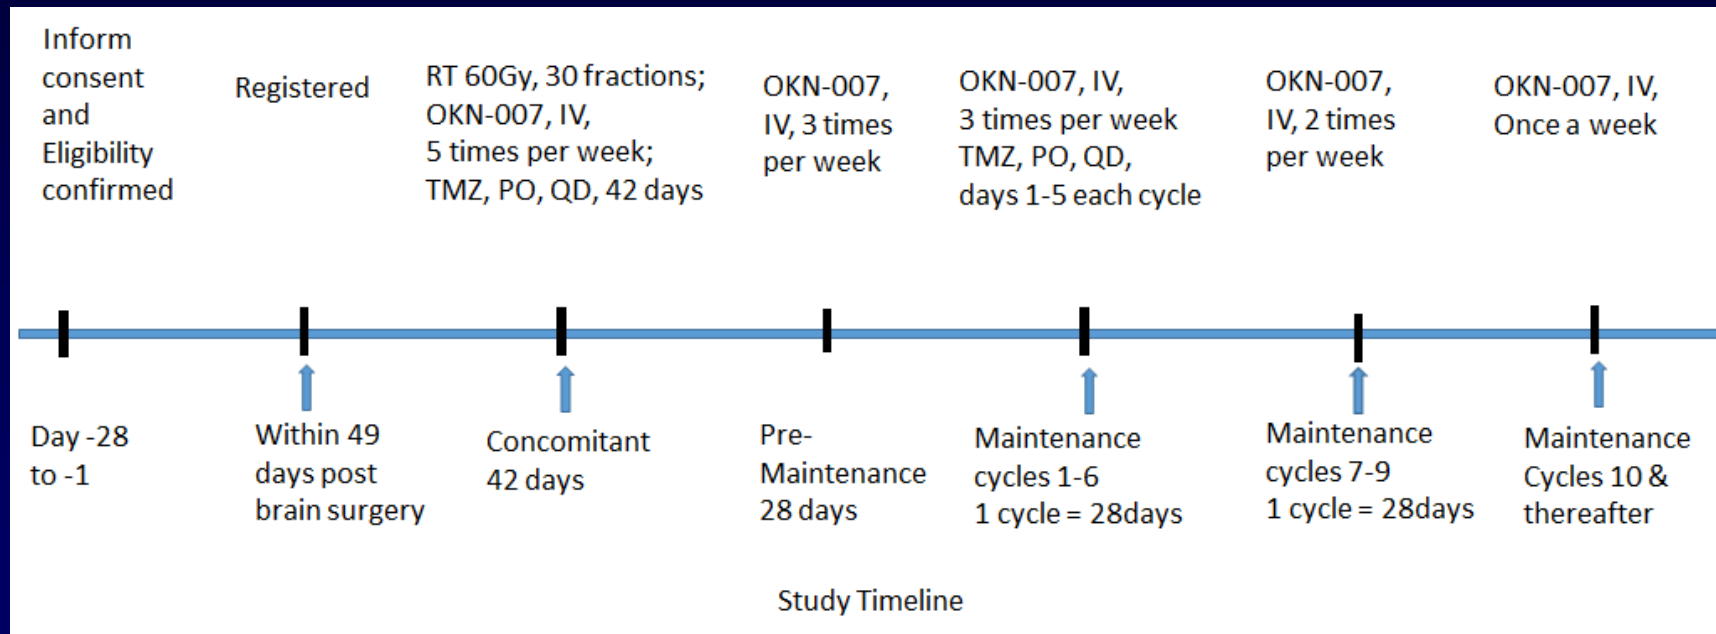 Inform
consent
and
Eligibility
confirmed
Registered
RT 60Gy, 30 fractions;
OKN-007, IV,
5 times per week;
TMZ, PO, QD, 42 days
OKN-007,
IV, 3 times
per week
OKN-007, IV,
3 times per week
TMZ, PO, QD,
days 1-5 each cycle
OKN-007,
IV, 2 times
per week
OKN-007, IV,
Once a week
Day -28
to -1
Within 49
days post
brain surgery
Concomitant
42 days
Pre-
Maintenance
28 days
Maintenance
cycles 1-6
1 cycle = 28days
Maintenance
cycles 7-9
1 cycle = 28days
Maintenance
Cycles 10 &
thereafter
Study Timeline